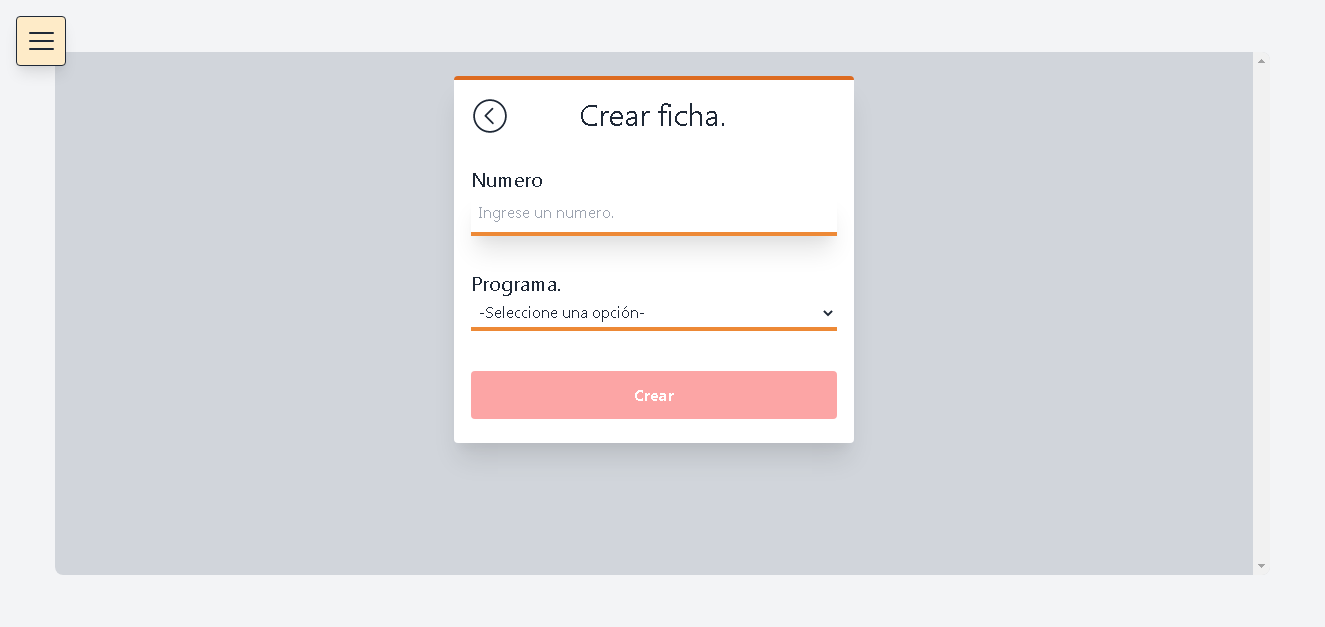 Crear ficha.
Numero
Ingrese un numero.
Programa.
-Seleccione una opción-
Crear